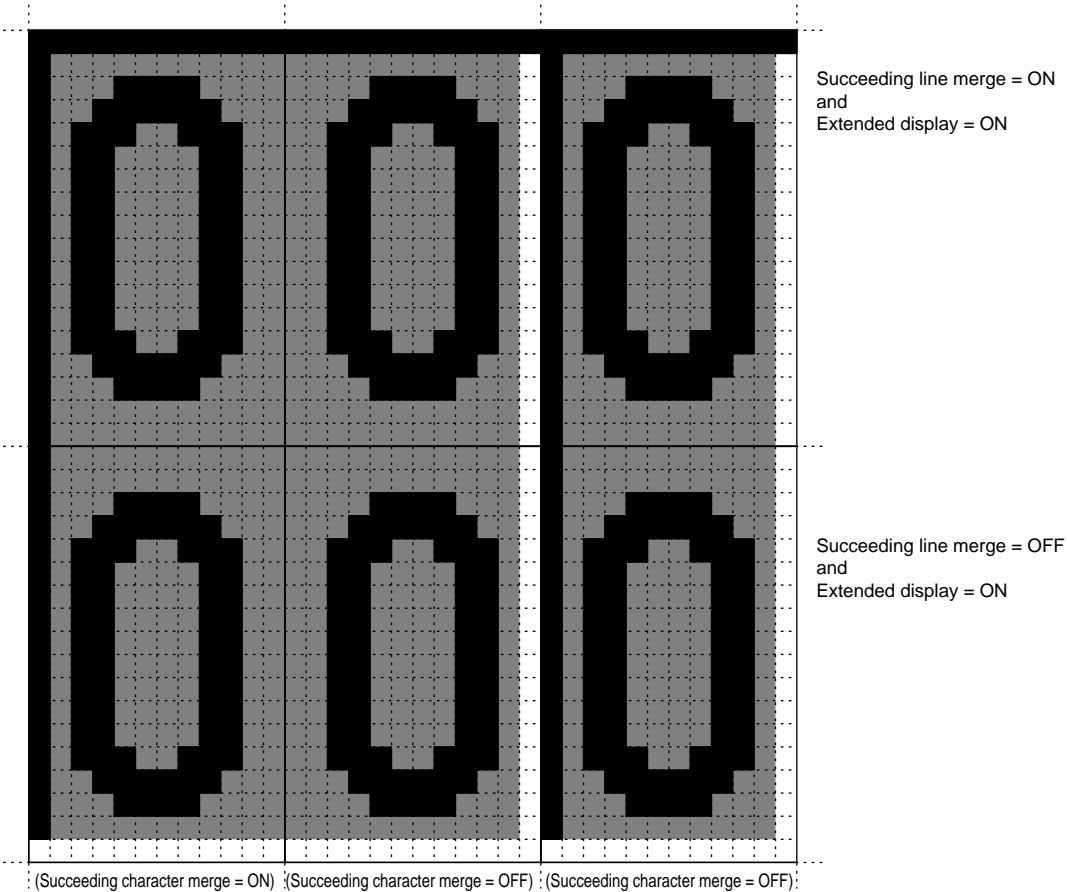 Succeeding line merge = ON
and
Extended display = ON
Succeeding line merge = OFF
and
Extended display = ON
(Succeeding character merge = ON) (Succeeding character merge = OFF) (Succeeding character merge = OFF)